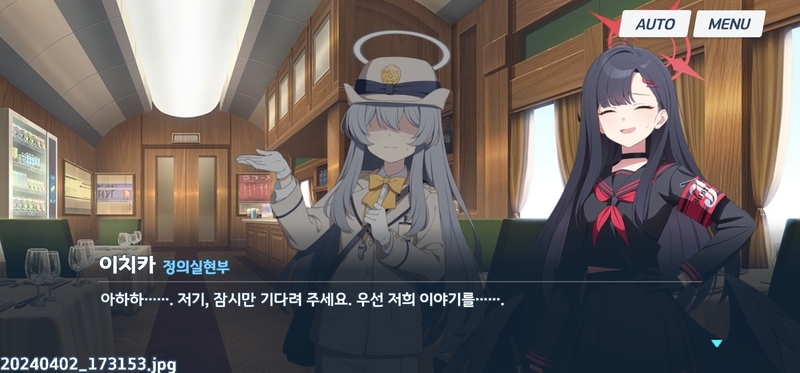 AUTO
MENU
이치카 정의실현부
아하하……. 저기, 잠시만 기다려 주세요. 우선 저희 이야기를…….
20240402_173153.jpg